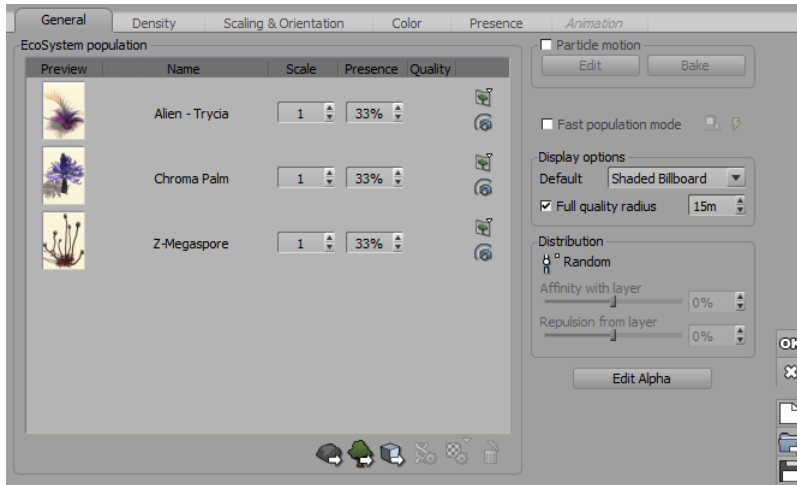 General Density Scaling & Orientation Color Presence Animation
EcoSystem population
Preview Name Scale Presence Quality
Alien - Trycia 1 33%
Chroma Palm 1 33%
Z-Megaspore 1 33%
Particle motion
Edit Bake
Fast population mode
Display options
Default Shaded Billboard
Full quality radius 15m
Distribution
Random
Affinity with layer
0%
Repulsion from layer
0%
Edit Alpha
OK